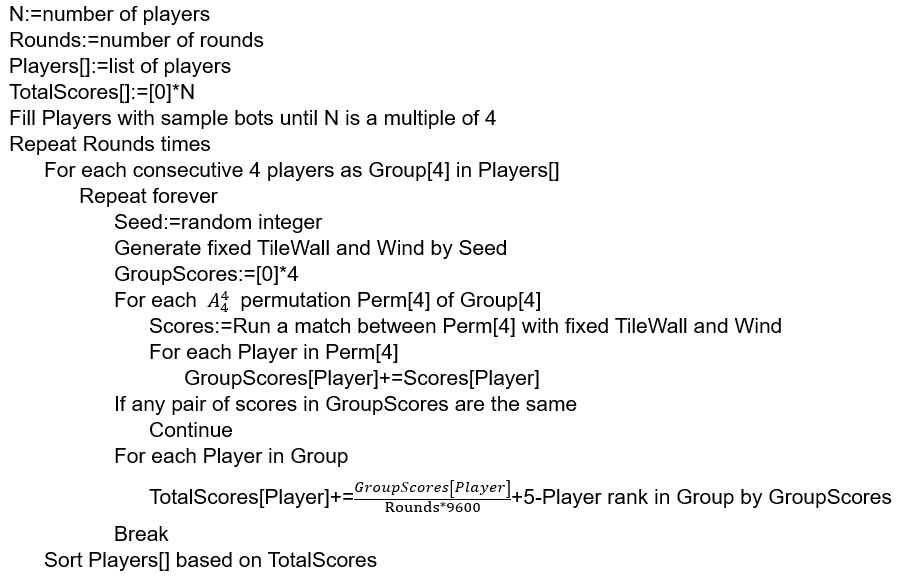 N:=number of players
Rounds:=number of rounds
Players[]:=list of players
TotalScores[]:=[0]*N
Fill Players with sample bots until N is a multiple of 4
Repeat Rounds times
For each consecutive 4 players as Group[4] in Players[]
Repeat forever
Seed:=random integer
Generate fixed TileWall and Wind by Seed
GroupScores:=[0]*4
For each A₄⁴ permutation Perm[4] of Group[4]
Scores:=Run a match between Perm[4] with fixed TileWall and Wind
For each Player in Perm[4]
GroupScores[Player]+=Scores[Player]
If any pair of scores in GroupScores are the same
Continue
For each Player in Group
TotalScores[Player]+=GroupScores[Player]/Rounds*9600+5-Player rank in Group by GroupScores
Break
Sort Players[] based on TotalScores